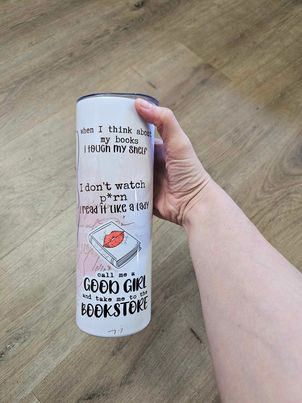 when I think about
my books
I touch my shelf
I don't watch
p*rn
I read it like a lady
call me a
GOOD GIRL
and take me to the
BOOKSTORE